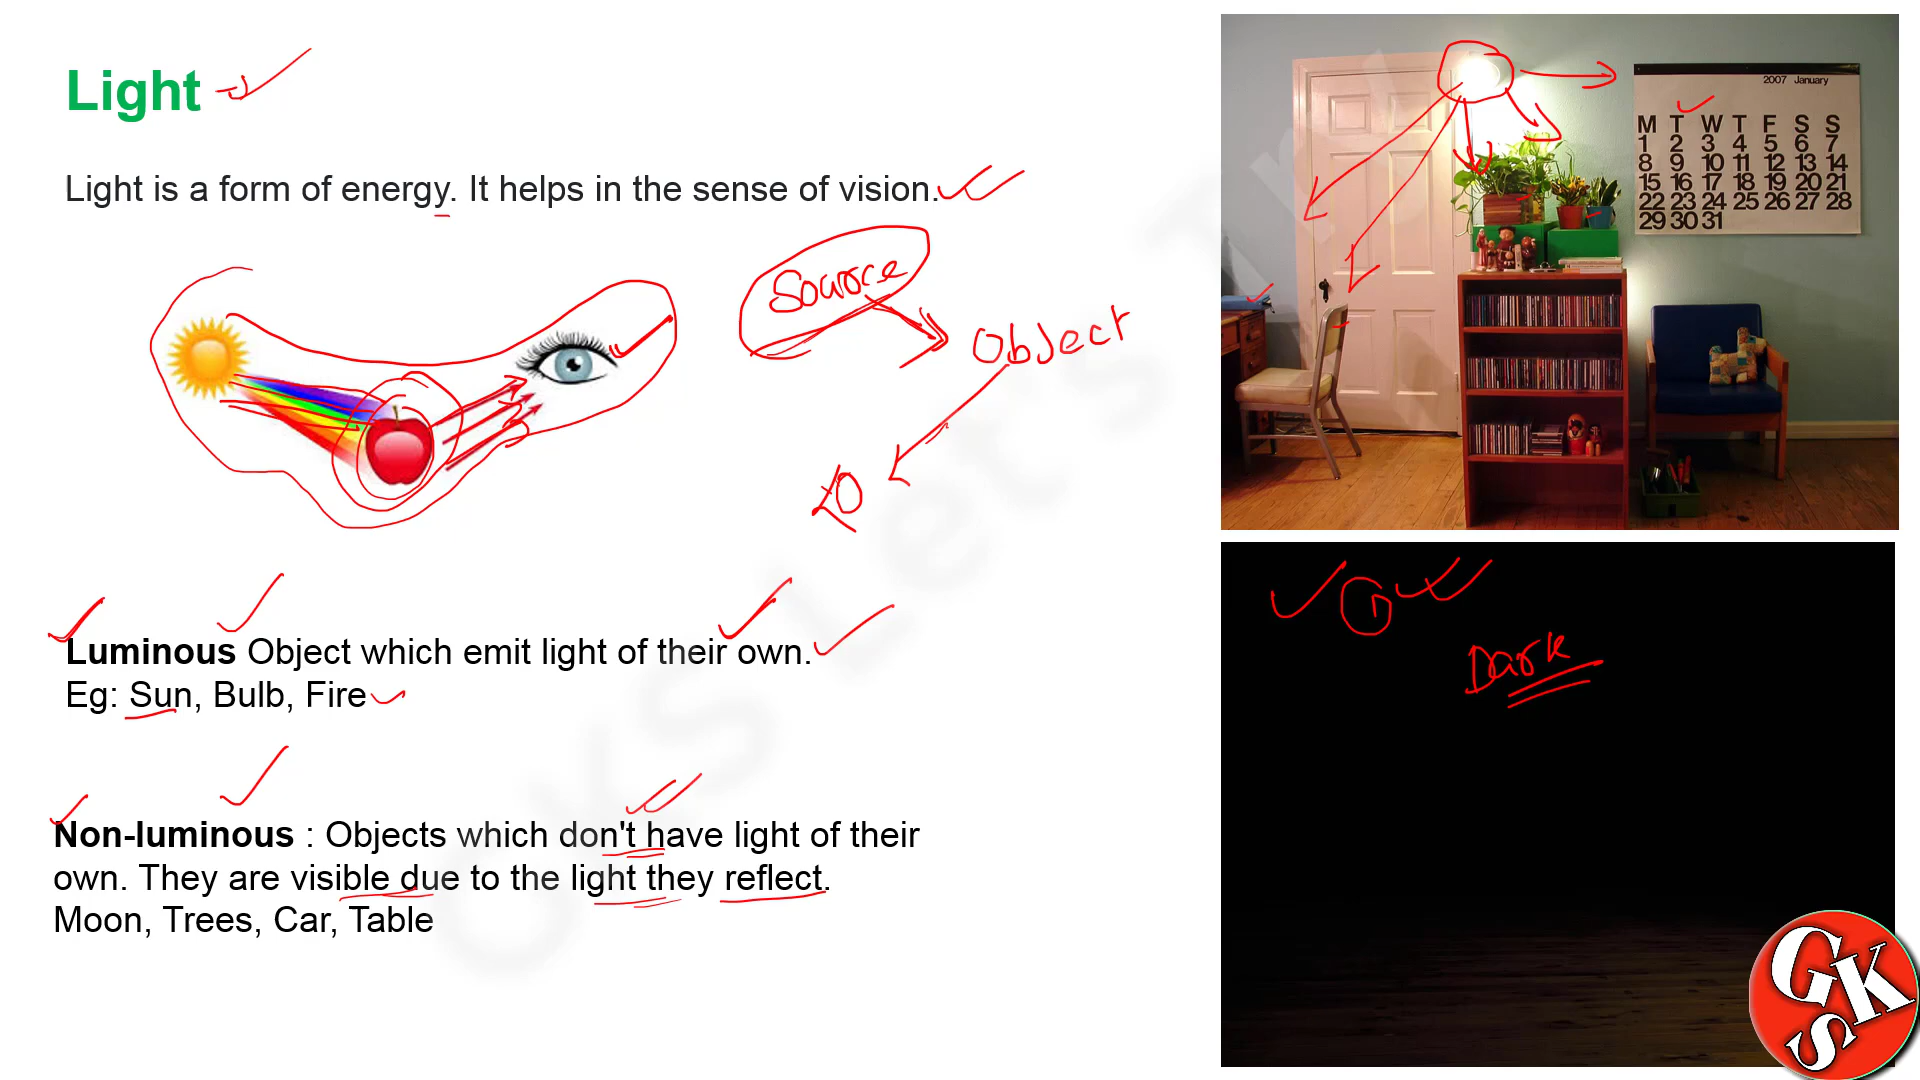 Light
Light is a form of energy. It helps in the sense of vision.
Source
Object
Luminous Object which emit light of their own.
Eg: Sun, Bulb, Fire
Non-luminous : Objects which don't have light of their
own. They are visible due to the light they reflect.
Moon, Trees, Car, Table
2007 January
M T W T F S S
1 2 3 4 5 6 7
8 9 10 11 12 13 14
15 16 17 18 19 20 21
22 23 24 25 26 27 28
29 30 31
Dark
GKS